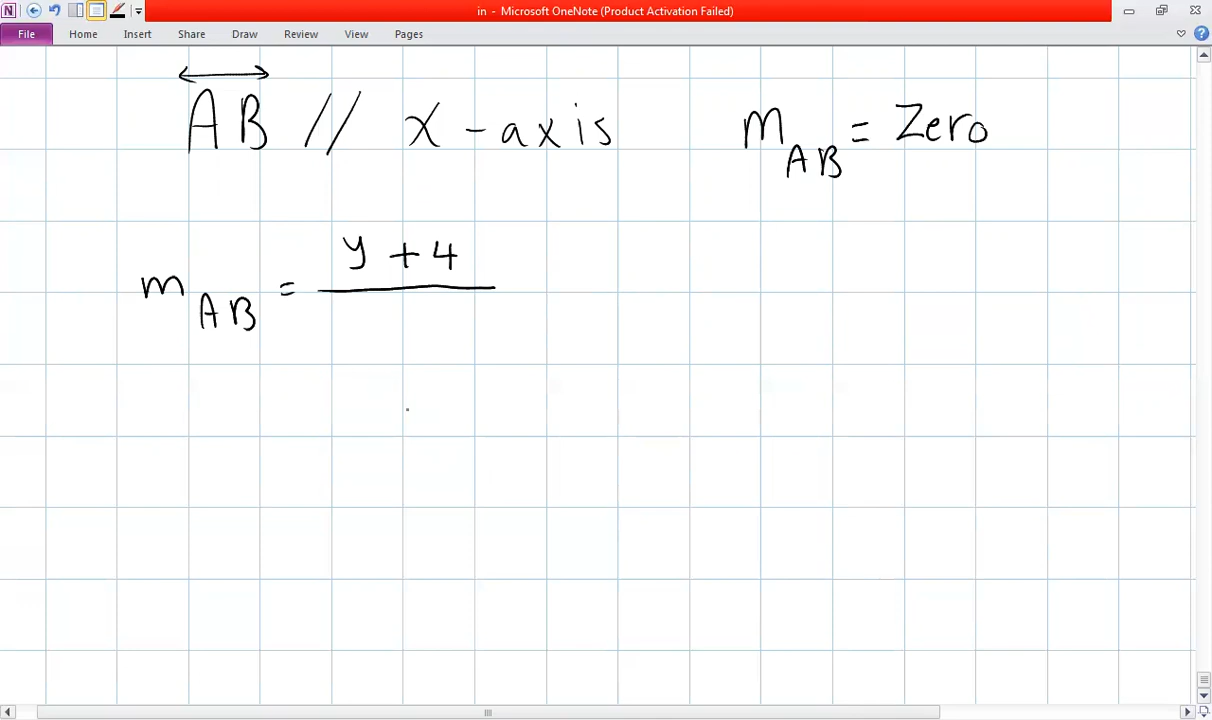 in - Microsoft OneNote (Product Activation Failed)
File Home Insert Share Draw Review View Pages
AB // x - axis m AB = Zero
y + 4
m AB =